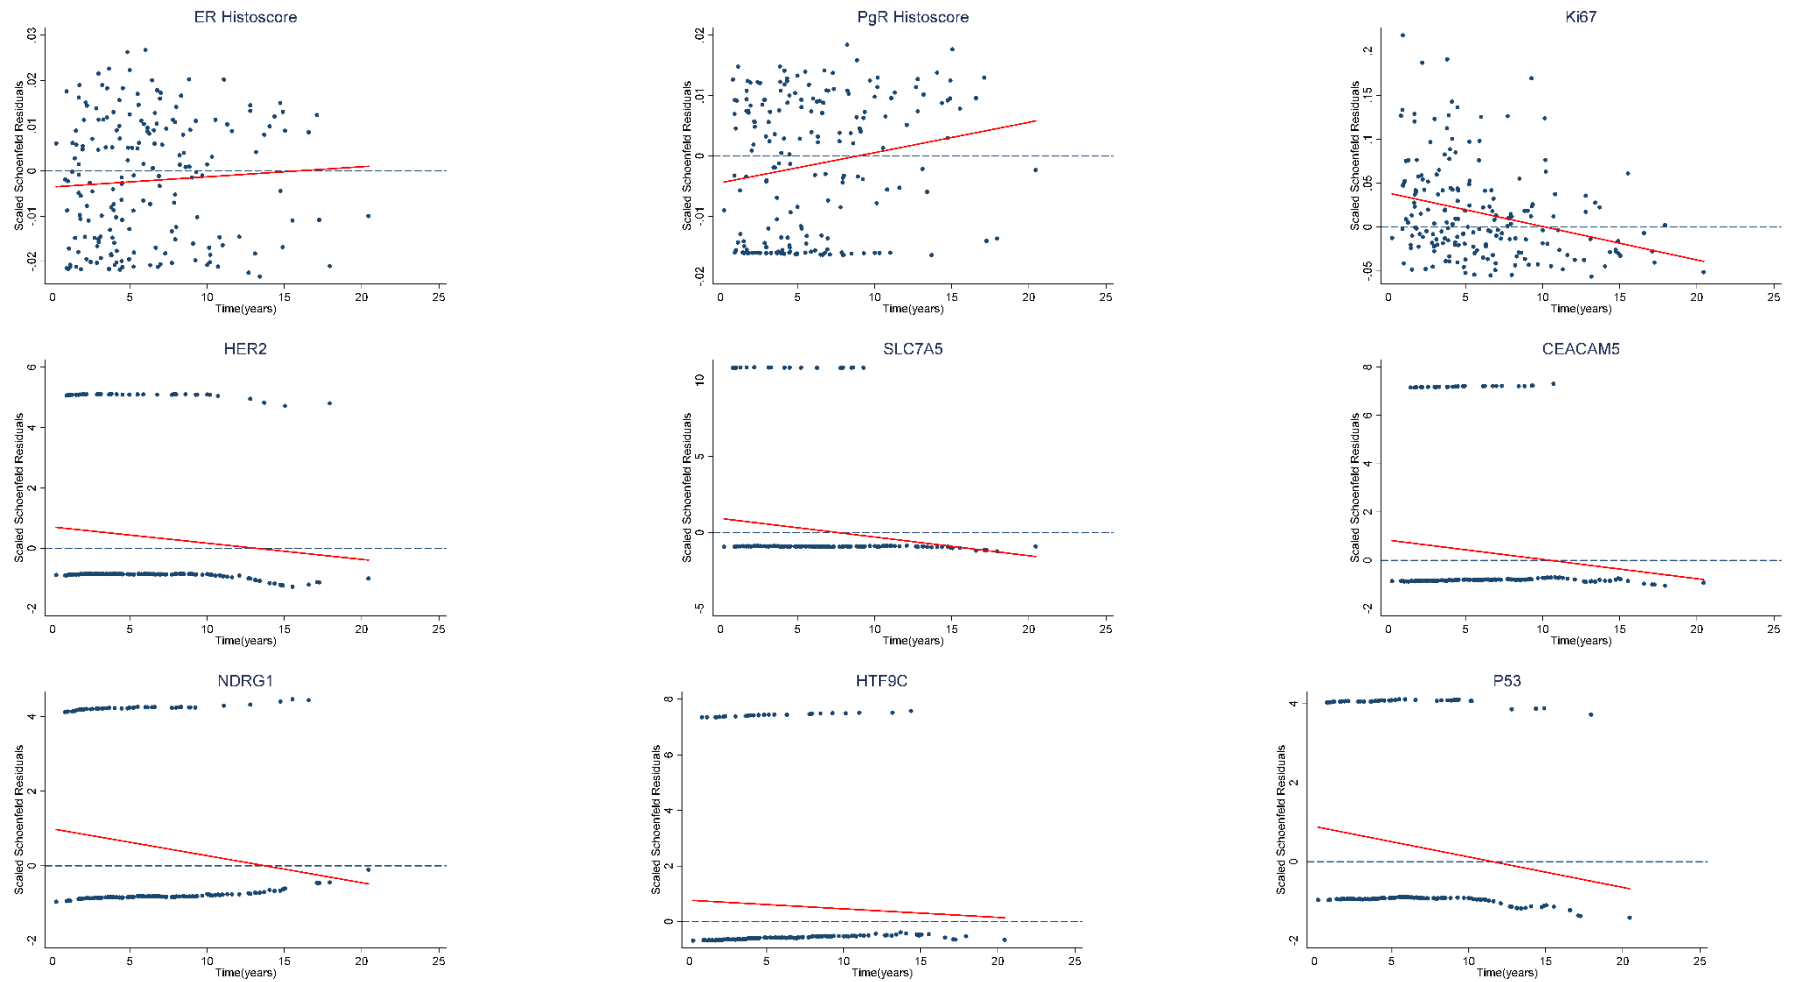 ER Histoscore
Scaled Schoenfeld Residuals
.03
.02
.01
0
-.01
-.02
0 5 10 15 20 25
Time(years)
PgR Histoscore
Scaled Schoenfeld Residuals
.02
.01
0
-.01
-.02
0 5 10 15 20 25
Time(years)
Ki67
Scaled Schoenfeld Residuals
.2
.15
.1
.05
0
-.05
0 5 10 15 20 25
Time(years)
HER2
Scaled Schoenfeld Residuals
6
4
2
0
-2
0 5 10 15 20 25
Time(years)
SLC7A5
Scaled Schoenfeld Residuals
10
5
0
-5
0 5 10 15 20 25
Time(years)
CEACAM5
Scaled Schoenfeld Residuals
8
6
4
2
0
-2
0 5 10 15 20 25
Time(years)
NDRG1
Scaled Schoenfeld Residuals
4
2
0
-2
0 5 10 15 20 25
Time(years)
HTF9C
Scaled Schoenfeld Residuals
8
6
4
2
0
0 5 10 15 20 25
Time(years)
P53
Scaled Schoenfeld Residuals
4
2
0
-2
0 5 10 15 20 25
Time(years)